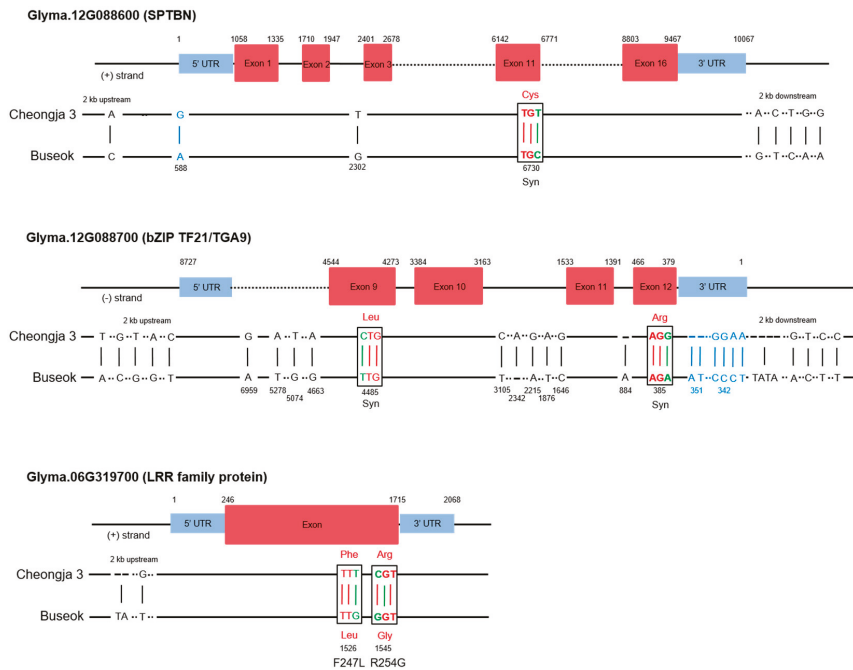 Glyma.12G088600 (SPTBN)
1 1058 1335 1710 1947 2401 2678 6142 6771 8803 9467 10067
5' UTR Exon 1 Exon 2 Exon 3 Exon 11 Exon 16 3' UTR
(+) strand
2 kb upstream Cys 2 kb downstream
Cheongja 3 A ·· G T TGT ·· A ·· C ·· T ·· G ·· G
Buseok C A G TGC ·· G ·· T ·· C ·· A ·· A
588 2302 6730
Syn
Glyma.12G088700 (bZIP TF21/TGA9)
8727 4544 4273 3384 3163 1533 1391 466 379 1
5' UTR Exon 9 Exon 10 Exon 11 Exon 12 3' UTR
(-) strand
2 kb upstream Leu Arg 2 kb downstream
Cheongja 3 T ·· G ·· T ·· A ·· C G ·· A ·· T ·· A CTG C ·· A ·· G ·· A ·· G - AGG - - ·· G G A A - - - - ·· G ·· T ·· C ·· C
Buseok A ·· C ·· G ·· G ·· T A ·· T ·· G ·· G TTG T ·· - ·· A ·· T ·· C A AGA A T ·· C C C T TATA ·· A ·· C ·· T ·· T
6959 5278 4663 4485 3105 2215 1646 884 385 351 342
5074 2342 1876
Syn Syn
Glyma.06G319700 (LRR family protein)
1 246 1715 2068
5' UTR Exon 3' UTR
(+) strand
2 kb upstream Phe Arg
Cheongja 3 - - ·· G ·· TTT CGT
Buseok TA ·· T ·· TTG GGT
Leu Gly
1526 1545
F247L R254G